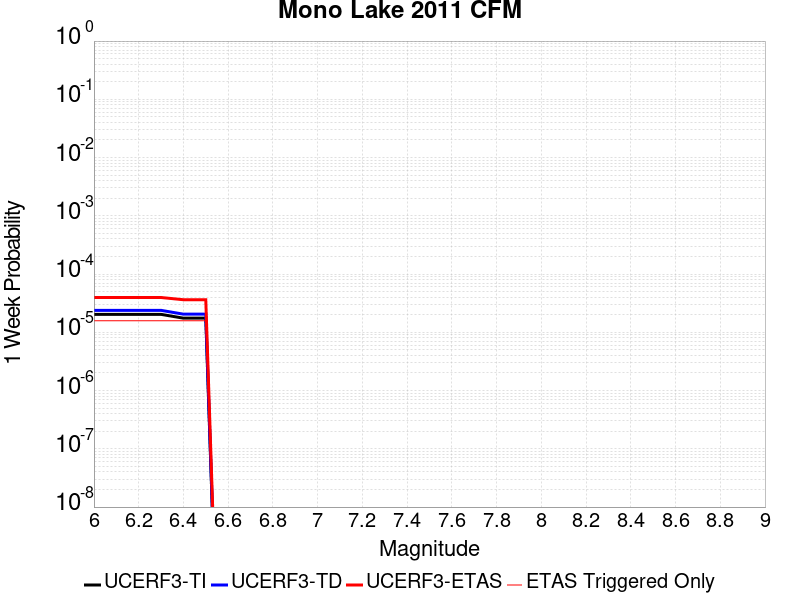 Mono Lake 2011 CFM
10^0
10^-1
10^-2
10^-3
10^-4
10^-5
10^-6
10^-7
10^-8
1 Week Probability
6 6.2 6.4 6.6 6.8 7 7.2 7.4 7.6 7.8 8 8.2 8.4 8.6 8.8 9
Magnitude
UCERF3-TI UCERF3-TD UCERF3-ETAS ETAS Triggered Only